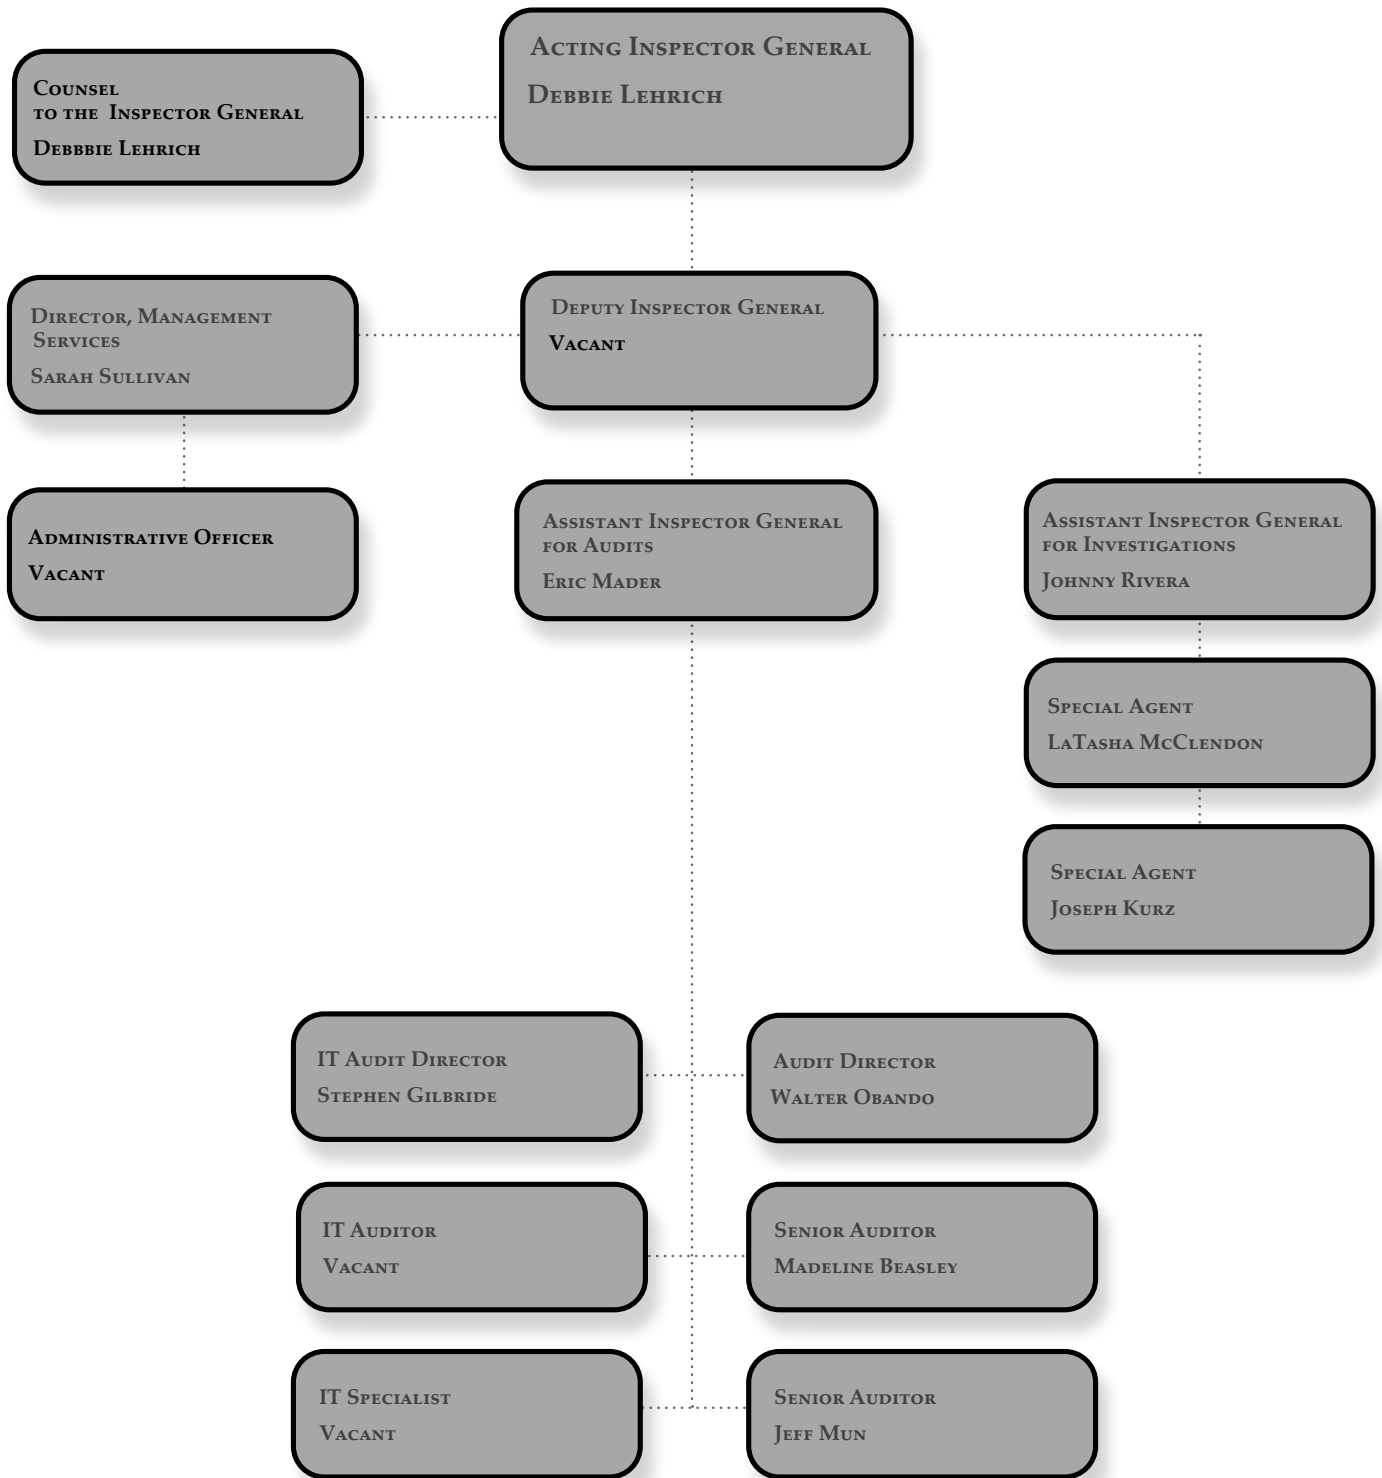 Acting Inspector General
Debbie Lehrich
Counsel
to the Inspector General
Debbbie Lehrich
Director, Management
Services
Sarah Sullivan
Deputy Inspector General
Vacant
Administrative Officer
Vacant
Assistant Inspector General
for Audits
Eric Mader
Assistant Inspector General
for Investigations
Johnny Rivera
Special Agent
LaTasha McClendon
Special Agent
Joseph Kurz
IT Audit Director
Stephen Gilbride
Audit Director
Walter Obando
IT Auditor
Vacant
Senior Auditor
Madeline Beasley
IT Specialist
Vacant
Senior Auditor
Jeff Mun